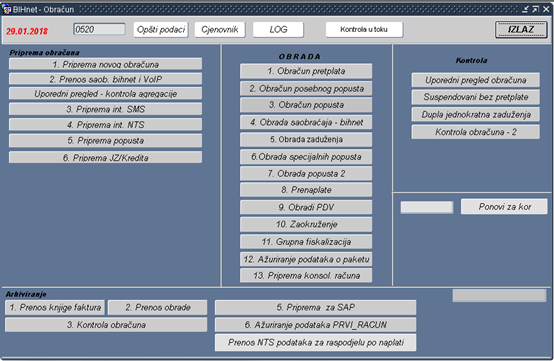 BIHnet - Obračun
29.01.2018
0520
Opšti podaci
Cjenovnik
LOG
Kontrola u toku
IZLAZ
Priprema obračuna
1. Priprema novog obračuna
2. Prenos saob. bihnet i VoIP
Uporedni pregled - kontrola agregacije
3. Priprema int. SMS
4. Priprema int. NTS
5. Priprema popusta
6. Priprema JZ/Kredita
OBRADA
1. Obračun pretplata
2. Obračun posebnog popusta
3. Obračun popusta
4. Obrada saobraćaja - bihnet
5. Obrada zaduženja
6.Obrada specijalnih popusta
7. Obrada popusta 2
8. Prenaplate
9. Obradi PDV
10. Zaokruženje
11. Grupna fiskalizacija
12. Ažuriranje podataka o paketu
13. Priprema konsol. računa
Kontrola
Uporedni pregled obračuna
Suspendovani bez pretplate
Dupla jednokratna zaduženja
Kontrola obračuna - 2
Ponovi za kor
Arhiviranje
1. Prenos knjige faktura
2. Prenos obrade
3. Kontrola obračuna
5. Priprema za SAP
6. Ažuriranje podataka PRVI_RACUN
Prenos NTS podataka za raspodjelu po naplati